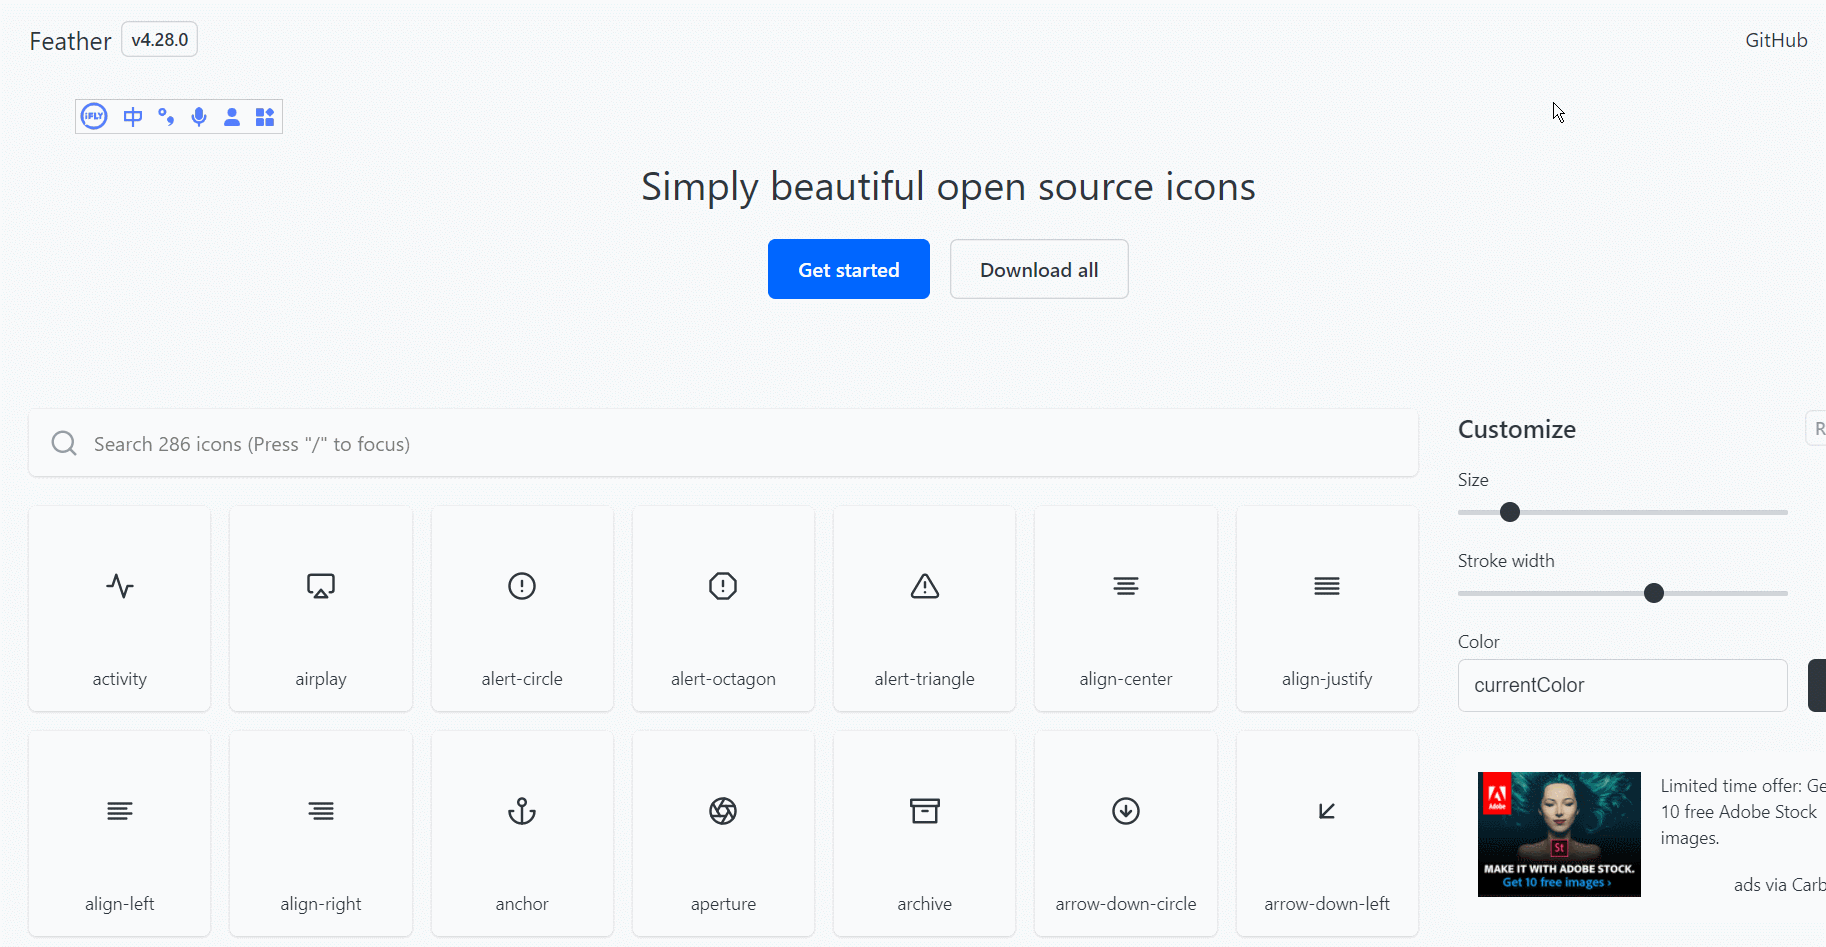 Feather v4.28.0
GitHub
iFLY 中
Simply beautiful open source icons
Get started
Download all
Search 286 icons (Press "/" to focus)
Customize
R
Size
Stroke width
Color
currentColor
activity
airplay
alert-circle
alert-octagon
alert-triangle
align-center
align-justify
align-left
align-right
anchor
aperture
archive
arrow-down-circle
arrow-down-left
Adobe
St
MAKE IT WITH ADOBE STOCK.
Get 10 free images ›
Limited time offer: Ge
10 free Adobe Stock
images.
ads via Carb